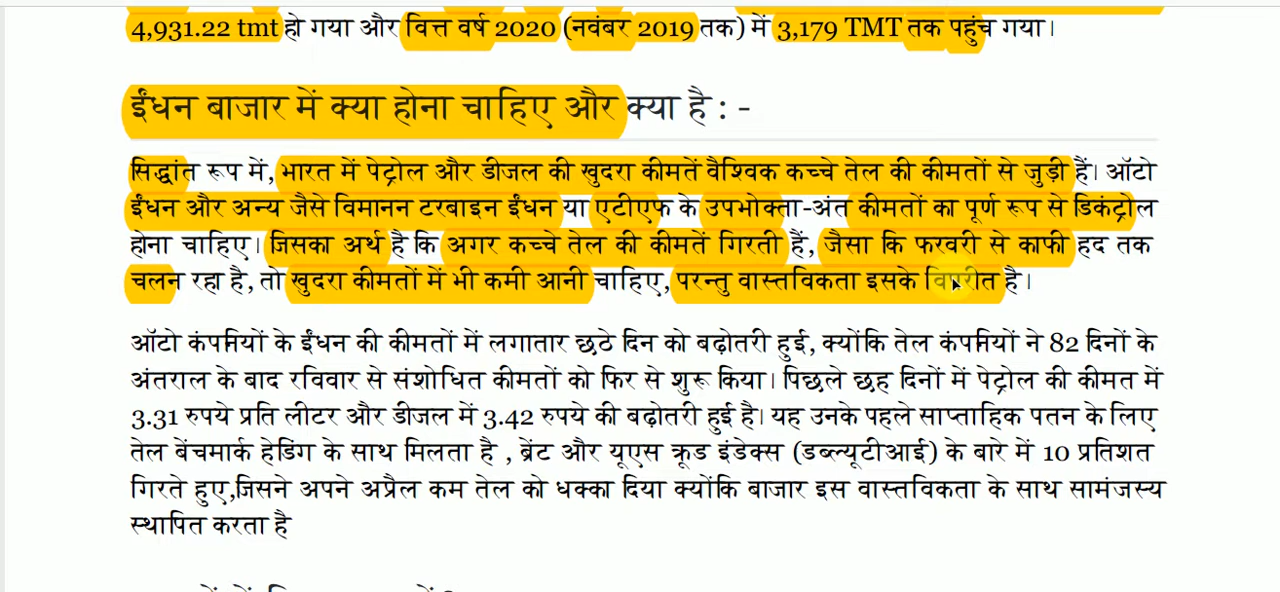 4,931.22 tmt हो गया और वित्त वर्ष 2020 (नवंबर 2019 तक) में 3,179 TMT तक पहुंच गया।
ईंधन बाजार में क्या होना चाहिए और क्या है : -
सिद्धांत रूप में, भारत में पेट्रोल और डीजल की खुदरा कीमतें वैश्विक कच्चे तेल की कीमतों से जुड़ी हैं। ऑटो
ईंधन और अन्य जैसे विमानन टरबाइन ईंधन या एटीएफ के उपभोक्ता-अंत कीमतों का पूर्ण रूप से डिकंट्रोल
होना चाहिए। जिसका अर्थ है कि अगर कच्चे तेल की कीमतें गिरती हैं, जैसा कि फरवरी से काफी हद तक
चलन रहा है, तो खुदरा कीमतों में भी कमी आनी चाहिए, परन्तु वास्तविकता इसके विपरीत है।
ऑटो कंपनियों के ईंधन की कीमतों में लगातार छठे दिन को बढ़ोतरी हुई, क्योंकि तेल कंपनियों ने 82 दिनों के
अंतराल के बाद रविवार से संशोधित कीमतों को फिर से शुरू किया। पिछले छह दिनों में पेट्रोल की कीमत में
3.31 रुपये प्रति लीटर और डीजल में 3.42 रुपये की बढ़ोतरी हुई है। यह उनके पहले साप्ताहिक पतन के लिए
तेल बेंचमार्क हेडिंग के साथ मिलता है , ब्रेंट और यूएस क्रूड इंडेक्स (डब्ल्यूटीआई) के बारे में 10 प्रतिशत
गिरते हुए,जिसने अपने अप्रैल कम तेल को धक्का दिया क्योंकि बाजार इस वास्तविकता के साथ सामंजस्य
स्थापित करता है